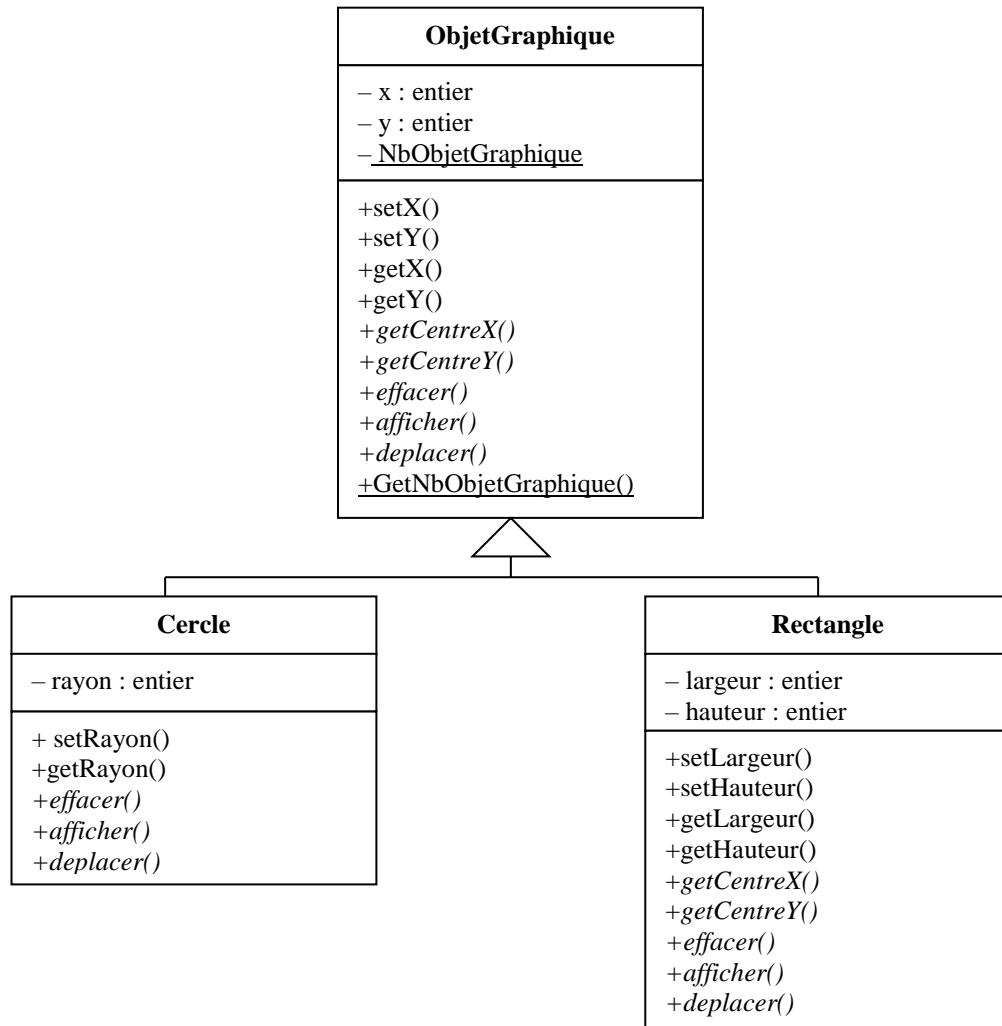 ObjetGraphique
– x : entier
– y : entier
– NbObjetGraphique
+setX()
+setY()
+getX()
+getY()
+getCentreX()
+getCentreY()
+effacer()
+afficher()
+deplacer()
+GetNbObjetGraphique()
Cercle
– rayon : entier
+ setRayon()
+getRayon()
+effacer()
+afficher()
+deplacer()
Rectangle
– largeur : entier
– hauteur : entier
+setLargeur()
+setHauteur()
+getLargeur()
+getHauteur()
+getCentreX()
+getCentreY()
+effacer()
+afficher()
+deplacer()